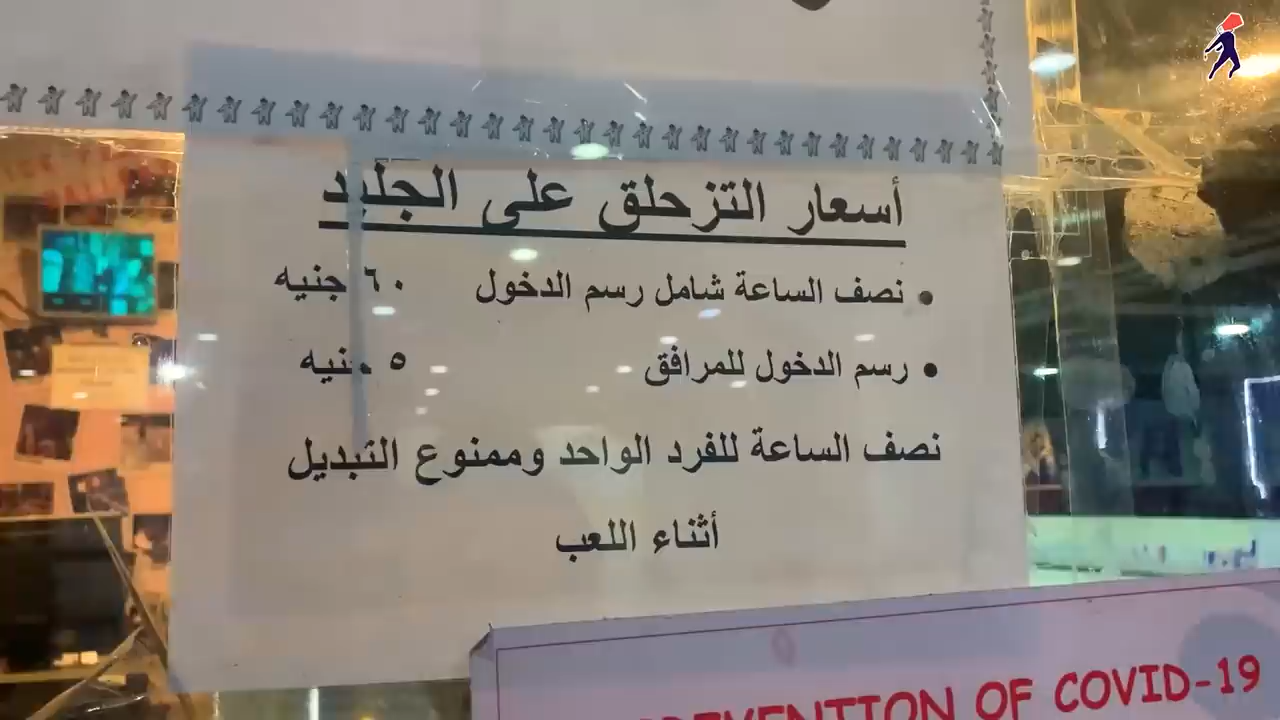 أسعار التزحلق على الجليد
• نصف الساعة شامل رسم الدخول ٦٠ جنيه
• رسم الدخول للمرافق ٥ جنيه
نصف الساعة للفرد الواحد وممنوع التبديل
أثناء اللعب
PREVENTION OF COVID-19